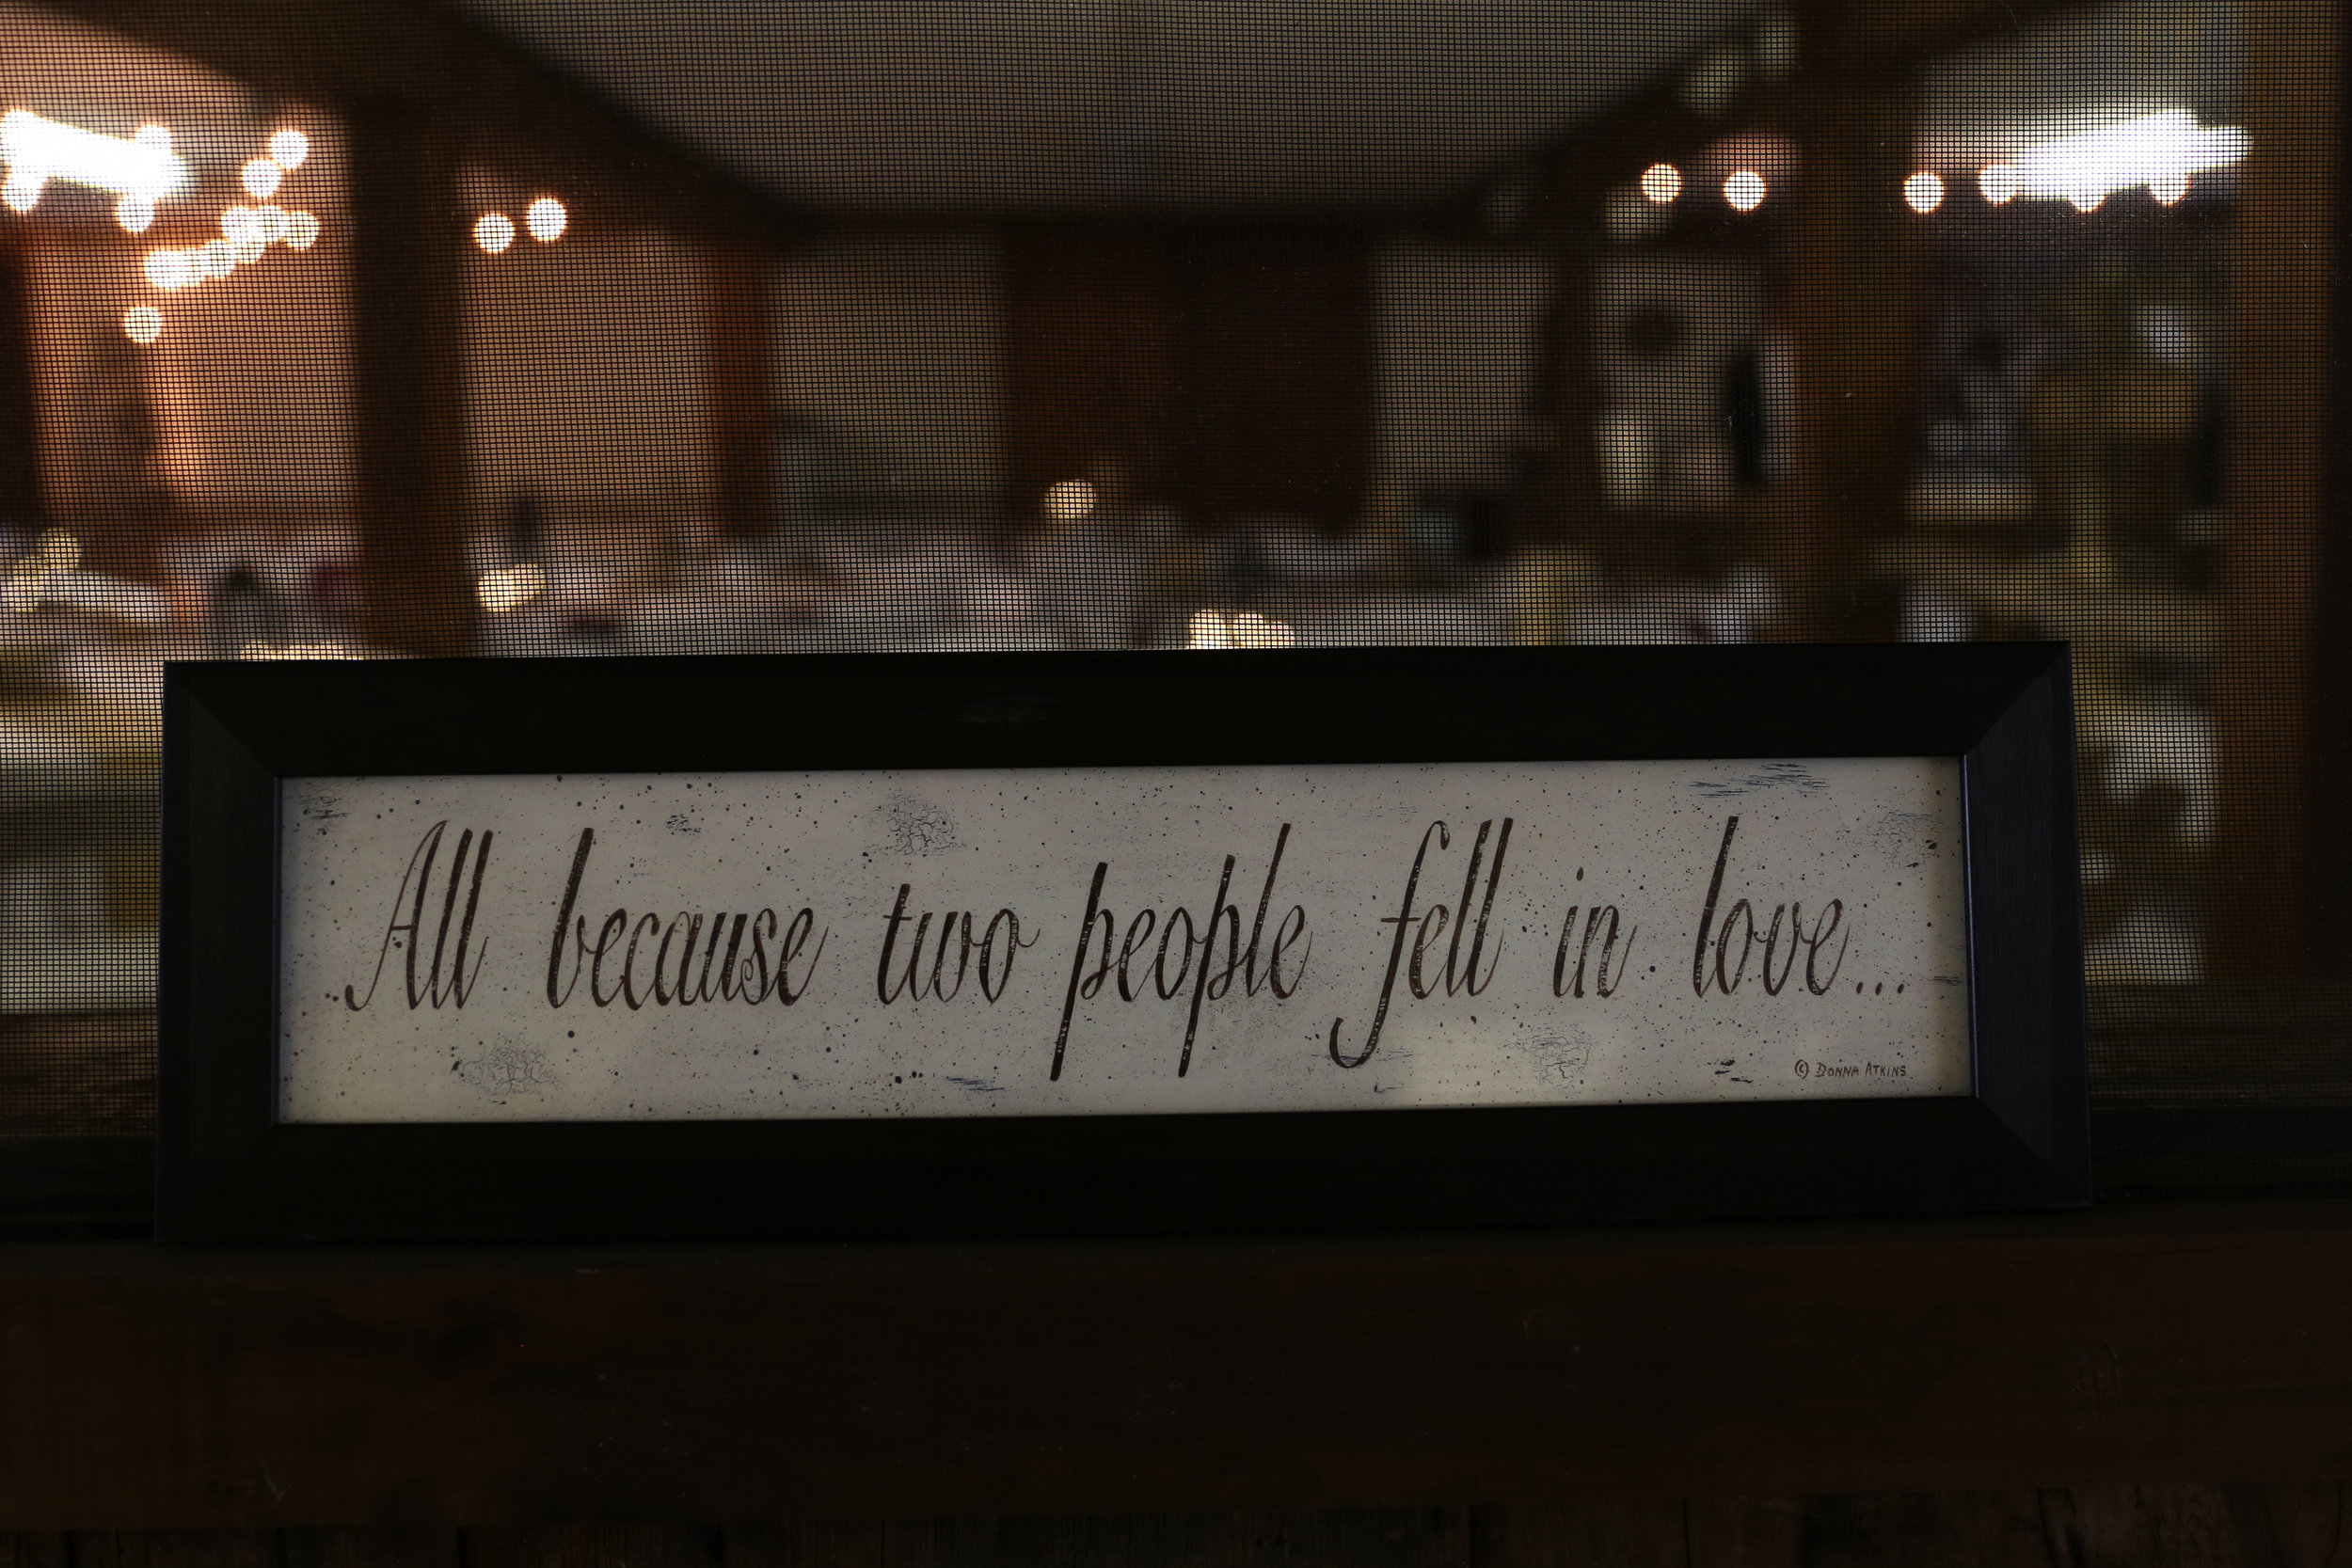 All because two people fell in love...
© DONNA ATKINS